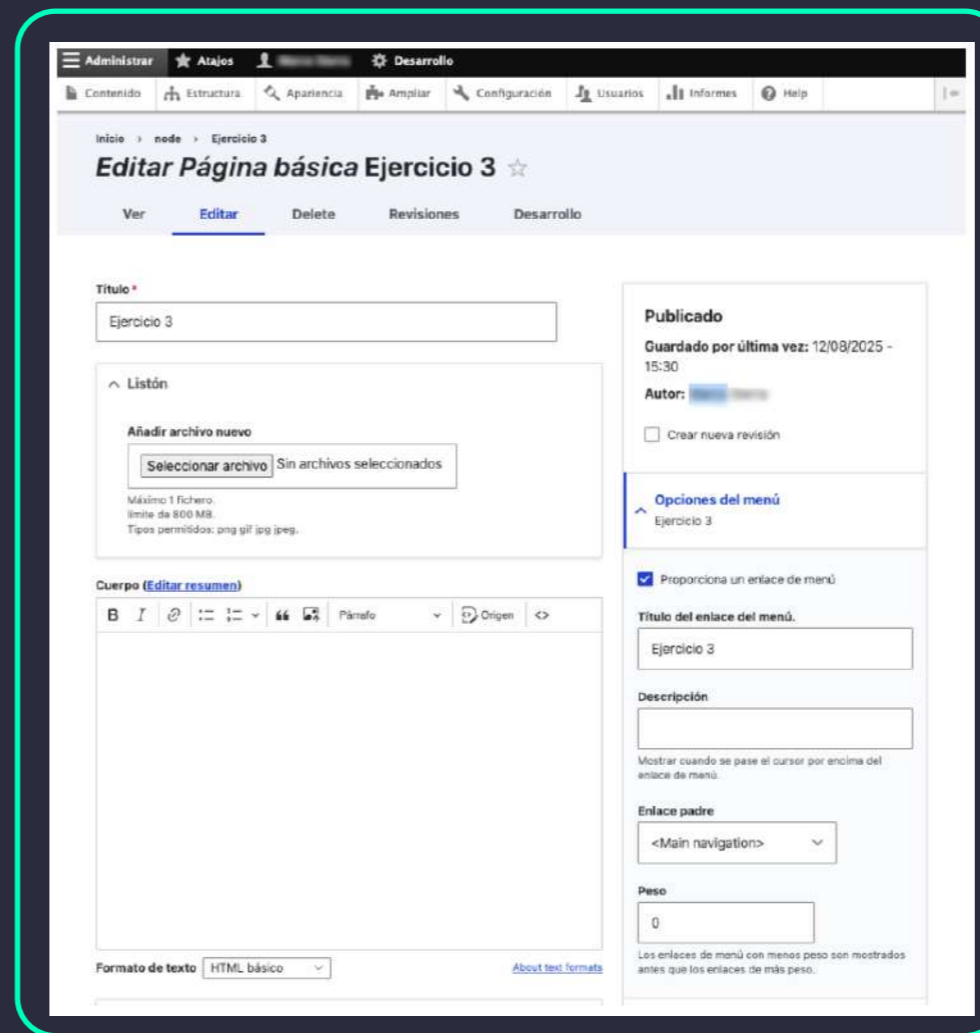 Administrar Atajos Desarrollo
Contenido Estructura Apariencia Ampliar Configuración Usuarios Informes Help
Inicio › node › Ejercicio 3
Editar Página básica Ejercicio 3
Ver Editar Delete Revisiones Desarrollo
Título *
Ejercicio 3
Listón
Añadir archivo nuevo
Seleccionar archivo Sin archivos seleccionados
Máximo 1 fichero.
límite de 800 MB.
Tipos permitidos: png gif jpg jpeg.
Cuerpo (Editar resumen)
B I Párrafo Origen <>
Formato de texto HTML básico
About text formats
Publicado
Guardado por última vez: 12/08/2025 -
15:30
Autor:
Crear nueva revisión
Opciones del menú
Ejercicio 3
Proporciona un enlace de menú
Título del enlace del menú.
Ejercicio 3
Descripción
Mostrar cuando se pase el cursor por encima del
enlace de menú.
Enlace padre
<Main navigation>
Peso
0
Los enlaces de menú con menos peso son mostrados
antes que los enlaces de más peso.